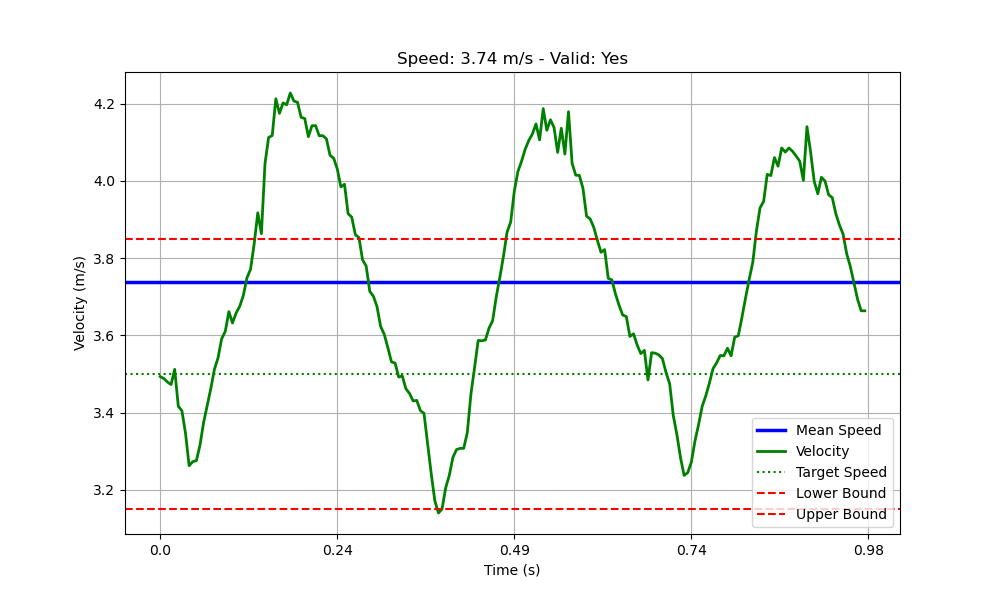 Speed: 3.74 m/s - Valid: Yes
Velocity (m/s)
4.2
4.0
3.8
3.6
3.4
3.2
0.0 0.24 0.49 0.74 0.98
Time (s)
Mean Speed
Velocity
Target Speed
Lower Bound
Upper Bound